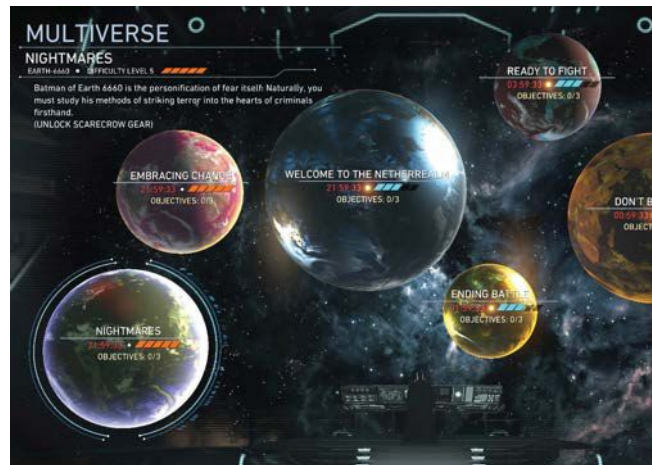 MULTIVERSE
NIGHTMARES
EARTH-6660 • DIFFICULTY LEVEL 5
Batman of Earth 6660 is the personification of fear itself: Naturally, you
must study his methods of striking terror into the hearts of criminals
firsthand.
(UNLOCK SCARECROW GEAR)
READY TO FIGHT
03:59:33
OBJECTIVES: 0/3
EMBRACING CHANGE
21:59:33
OBJECTIVES: 0/3
WELCOME TO THE NETHERREALM
21:59:33
OBJECTIVES: 0/3
DON'T B
00:59:33
OBJECT
ENDING BATTLE
OBJECTIVES: 0/3
NIGHTMARES
OBJECTIVES: 0/3